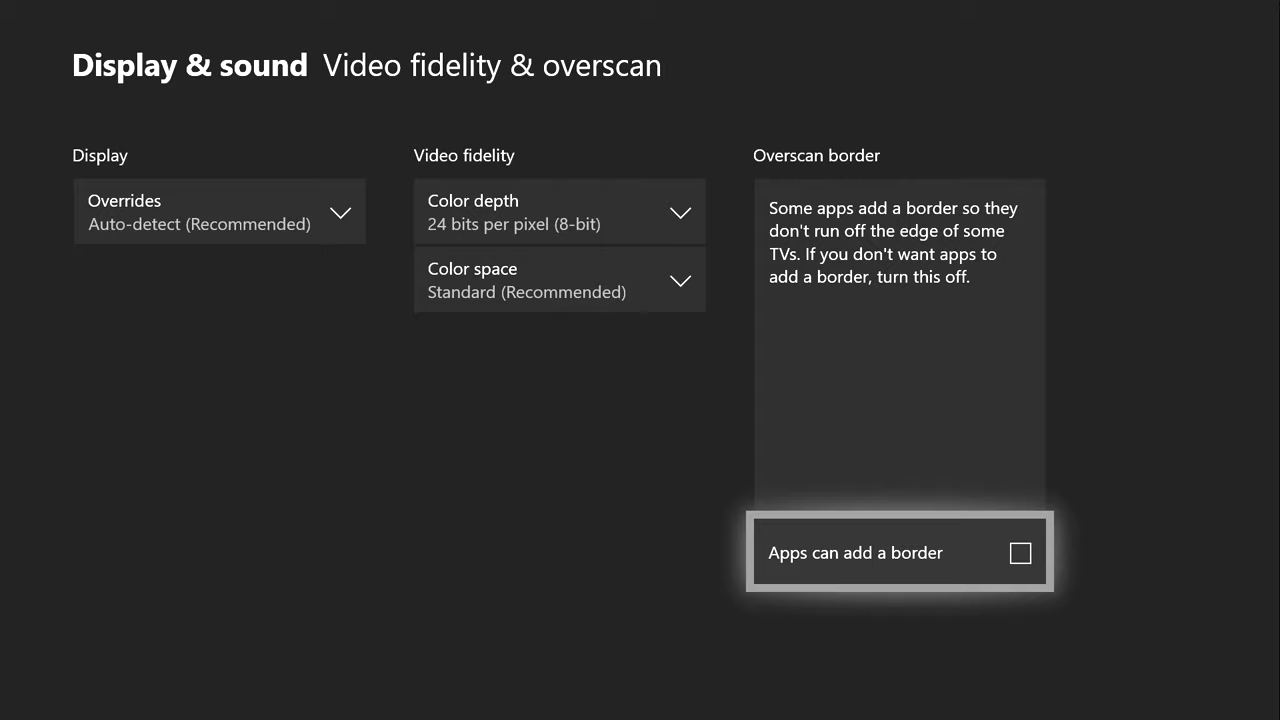 Display & sound Video fidelity & overscan
Display
Overrides
Auto-detect (Recommended)
Video fidelity
Color depth
24 bits per pixel (8-bit)
Color space
Standard (Recommended)
Overscan border
Some apps add a border so they
don't run off the edge of some
TVs. If you don't want apps to
add a border, turn this off.
Apps can add a border